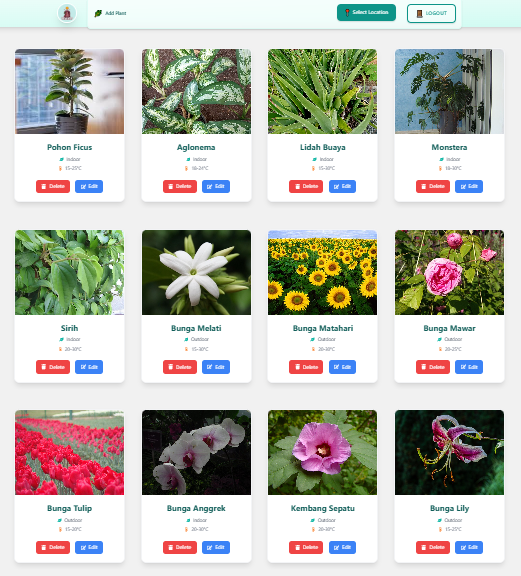 Add Plant
Select Location
LOGOUT
Pohon Ficus
Indoor
15-25°C
Delete Edit
Aglonema
Indoor
18-24°C
Delete Edit
Lidah Buaya
Indoor
15-30°C
Delete Edit
Monstera
Indoor
18-30°C
Delete Edit
Sirih
Indoor
20-30°C
Delete Edit
Bunga Melati
Outdoor
15-30°C
Delete Edit
Bunga Matahari
Outdoor
20-30°C
Delete Edit
Bunga Mawar
Outdoor
20-25°C
Delete Edit
Bunga Tulip
Outdoor
15-20°C
Delete Edit
Bunga Anggrek
Indoor
20-30°C
Delete Edit
Kembang Sepatu
Outdoor
20-30°C
Delete Edit
Bunga Lily
Outdoor
15-25°C
Delete Edit